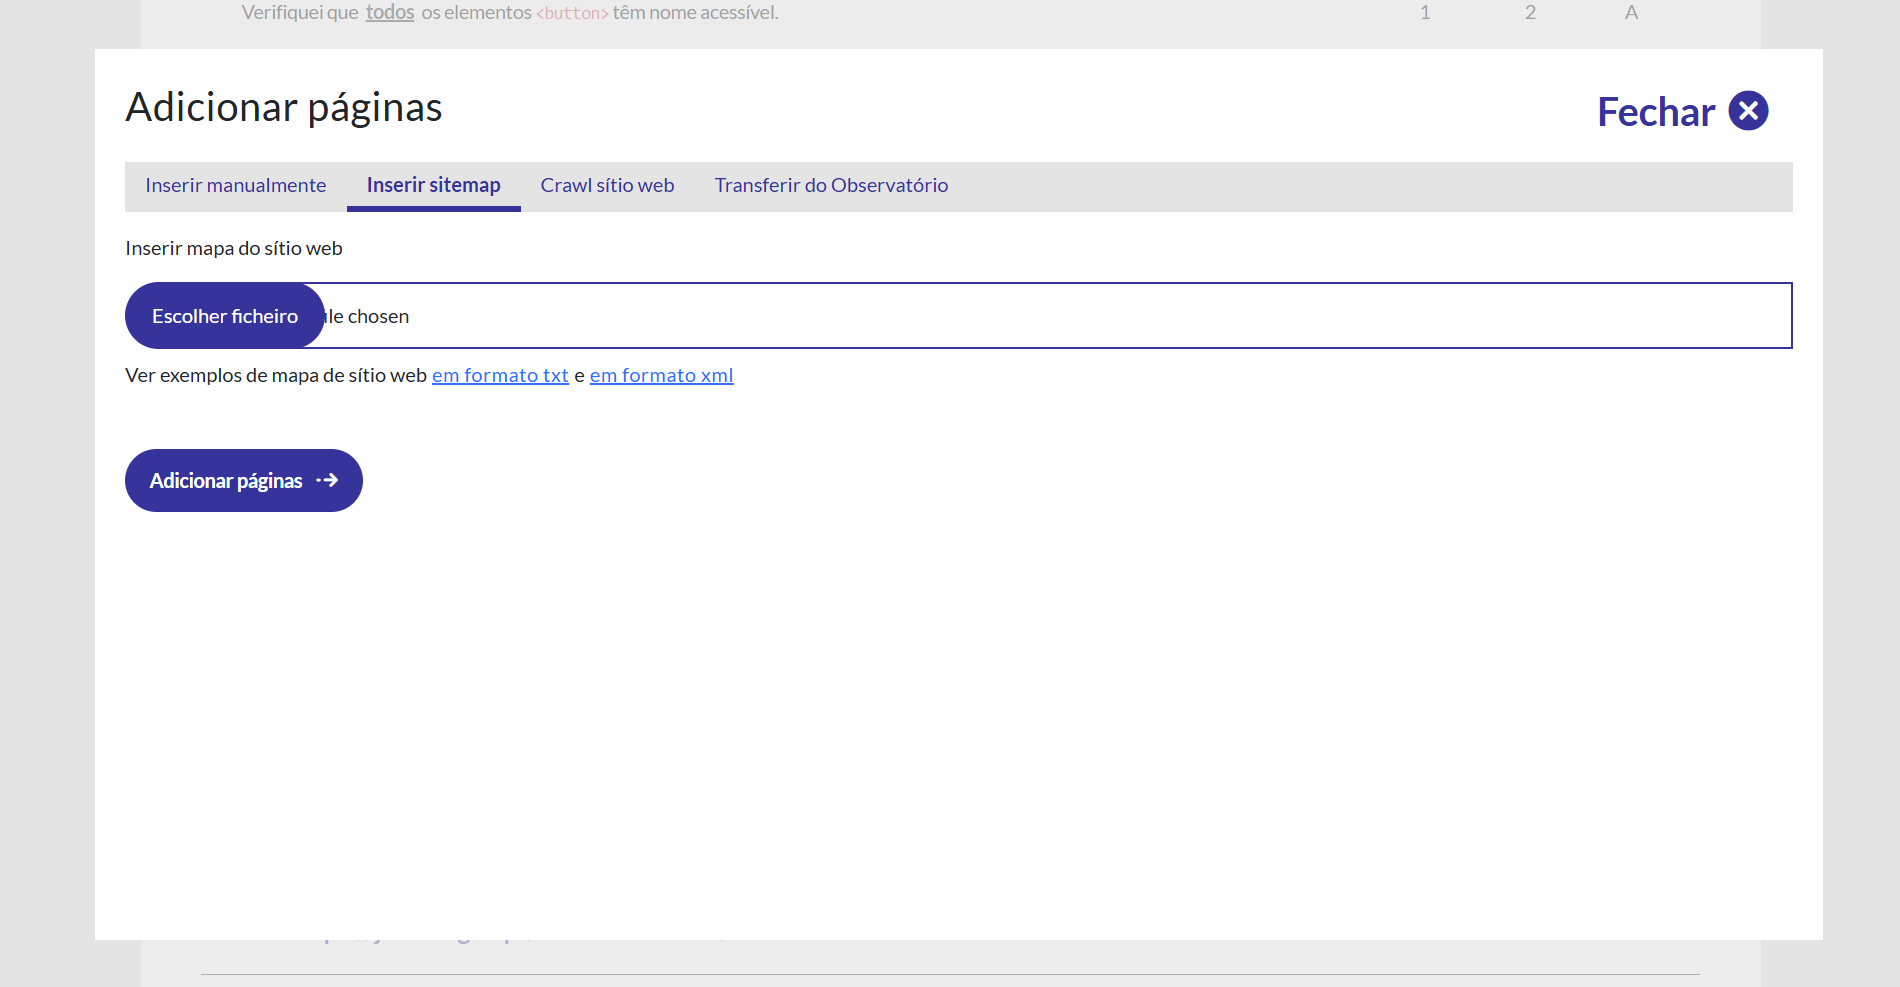 Verifiquei que todos os elementos <button> têm nome acessível. 1 2 A
Adicionar páginas
Fechar
Inserir manualmente Inserir sitemap Crawl sítio web Transferir do Observatório
Inserir mapa do sítio web
Escolher ficheiro chosen
Ver exemplos de mapa de sítio web em formato txt e em formato xml
Adicionar páginas